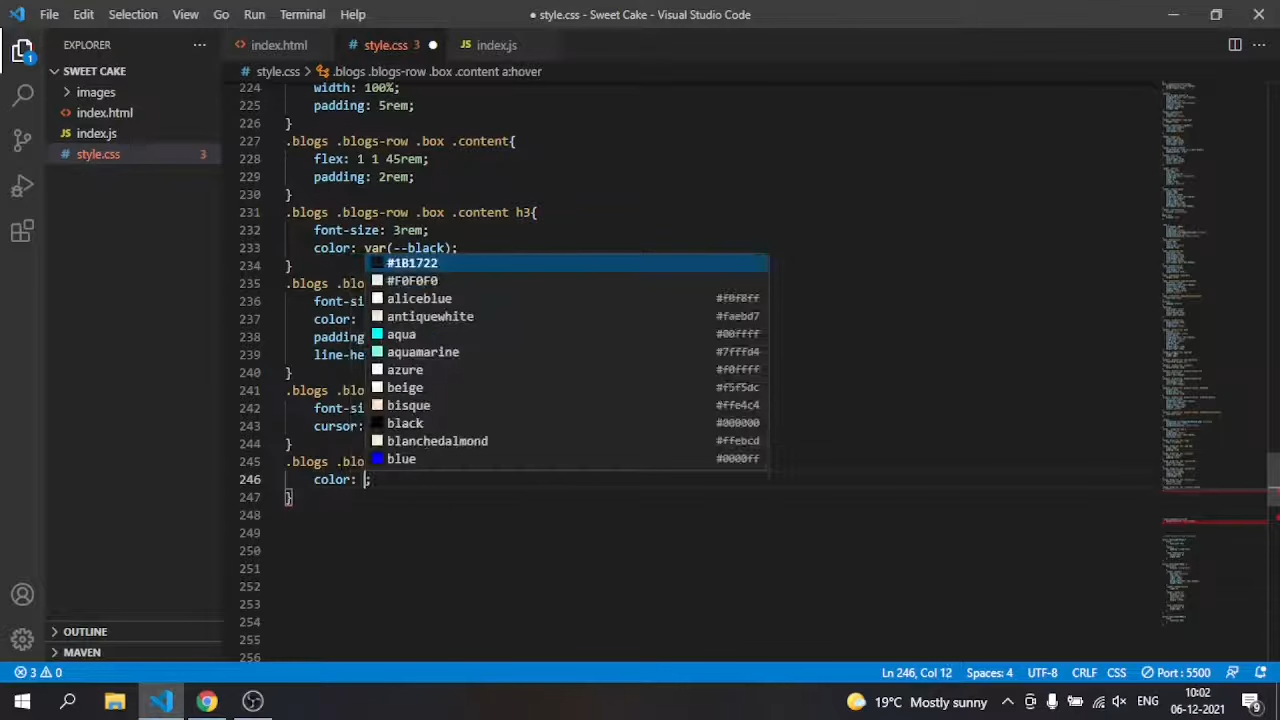 File Edit Selection View Go Run Terminal Help
● style.css - Sweet Cake - Visual Studio Code
EXPLORER
SWEET CAKE
images
index.html
JS index.js
# style.css 3
OUTLINE
MAVEN
index.html # style.css 3 JS index.js
# style.css > .blogs .blogs-row .box .content a:hover
224 width: 100%;
225 padding: 5rem;
226 }
227 .blogs .blogs-row .box .content{
228 flex: 1 1 45rem;
229 padding: 2rem;
230 }
231 .blogs .blogs-row .box .content h3{
232 font-size: 3rem;
233 color: var(--black);
234 }
235 .blogs .blo
236 font-si
237 color:
238 padding
239 line-he
240 }
241 .blogs .blo
242 font-si
243 cursor:
244 }
245 .blogs .blo
246 color: ;
247 }
248
249
250
251
252
253
254
255
256
#1B1722
#F0F0F0
aliceblue #f0f8ff
antiquewhite #faebd7
aqua #00ffff
aquamarine #7fffd4
azure #f0ffff
beige #f5f5dc
bisque #ffe4c4
black #000000
blanchedalmond #ffebcd
blue #0000ff
1
3 0
Ln 246, Col 12 Spaces: 4 UTF-8 CRLF CSS Port : 5500
19°C Mostly sunny ENG 10:02
06-12-2021 9